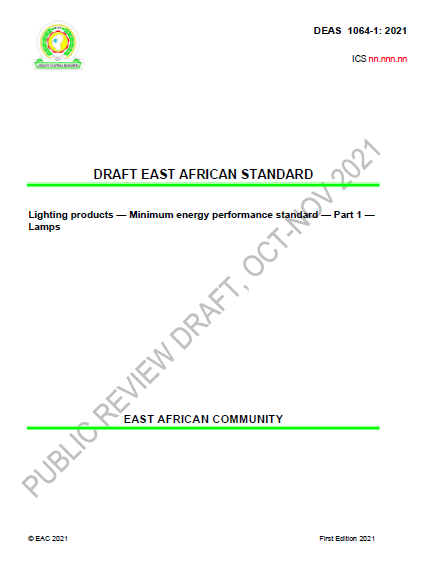 DEAS 1064-1: 2021
ICS nn.nnn.nn
DRAFT EAST AFRICAN STANDARD
Lighting products — Minimum energy performance standard — Part 1 —
Lamps
PUBLIC REVIEW DRAFT, OCT-NOV 2021
EAST AFRICAN COMMUNITY
© EAC 2021
First Edition 2021